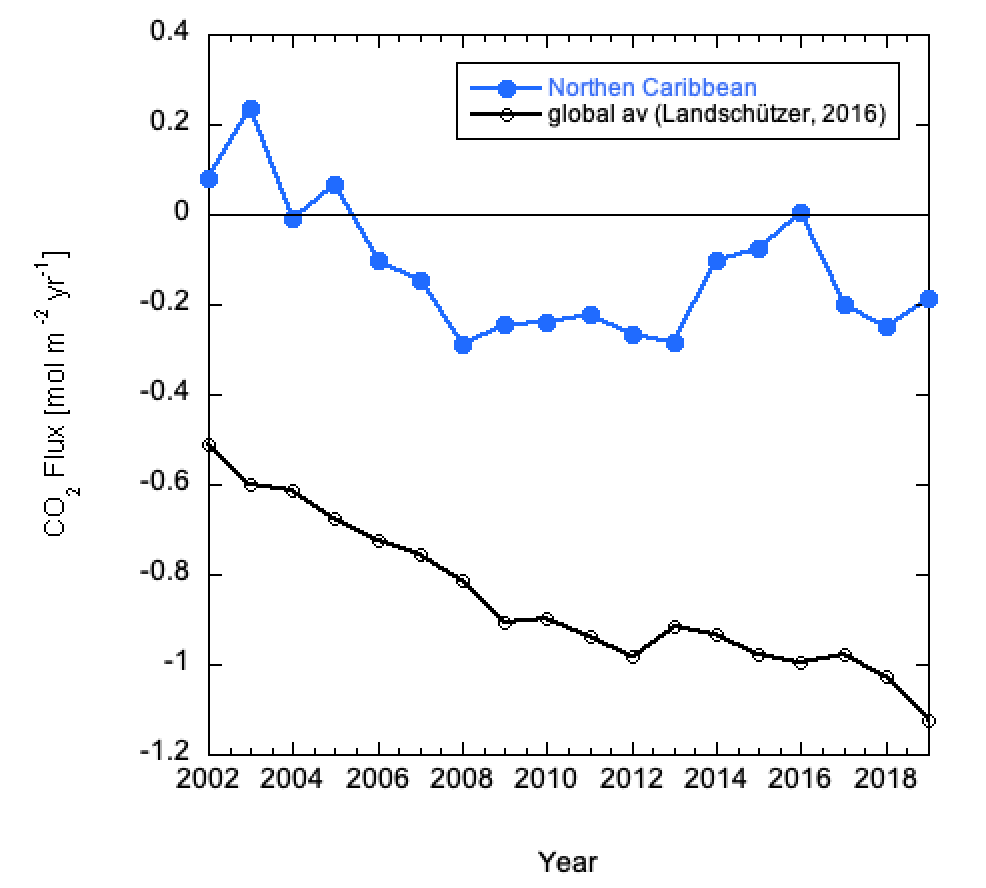 0.4
0.2
0
-0.2
-0.4
-0.6
-0.8
-1
-1.2
CO2 Flux [mol m-2 yr-1]
Northen Caribbean
global av (Landschützer, 2016)
2002 2004 2006 2008 2010 2012 2014 2016 2018
Year